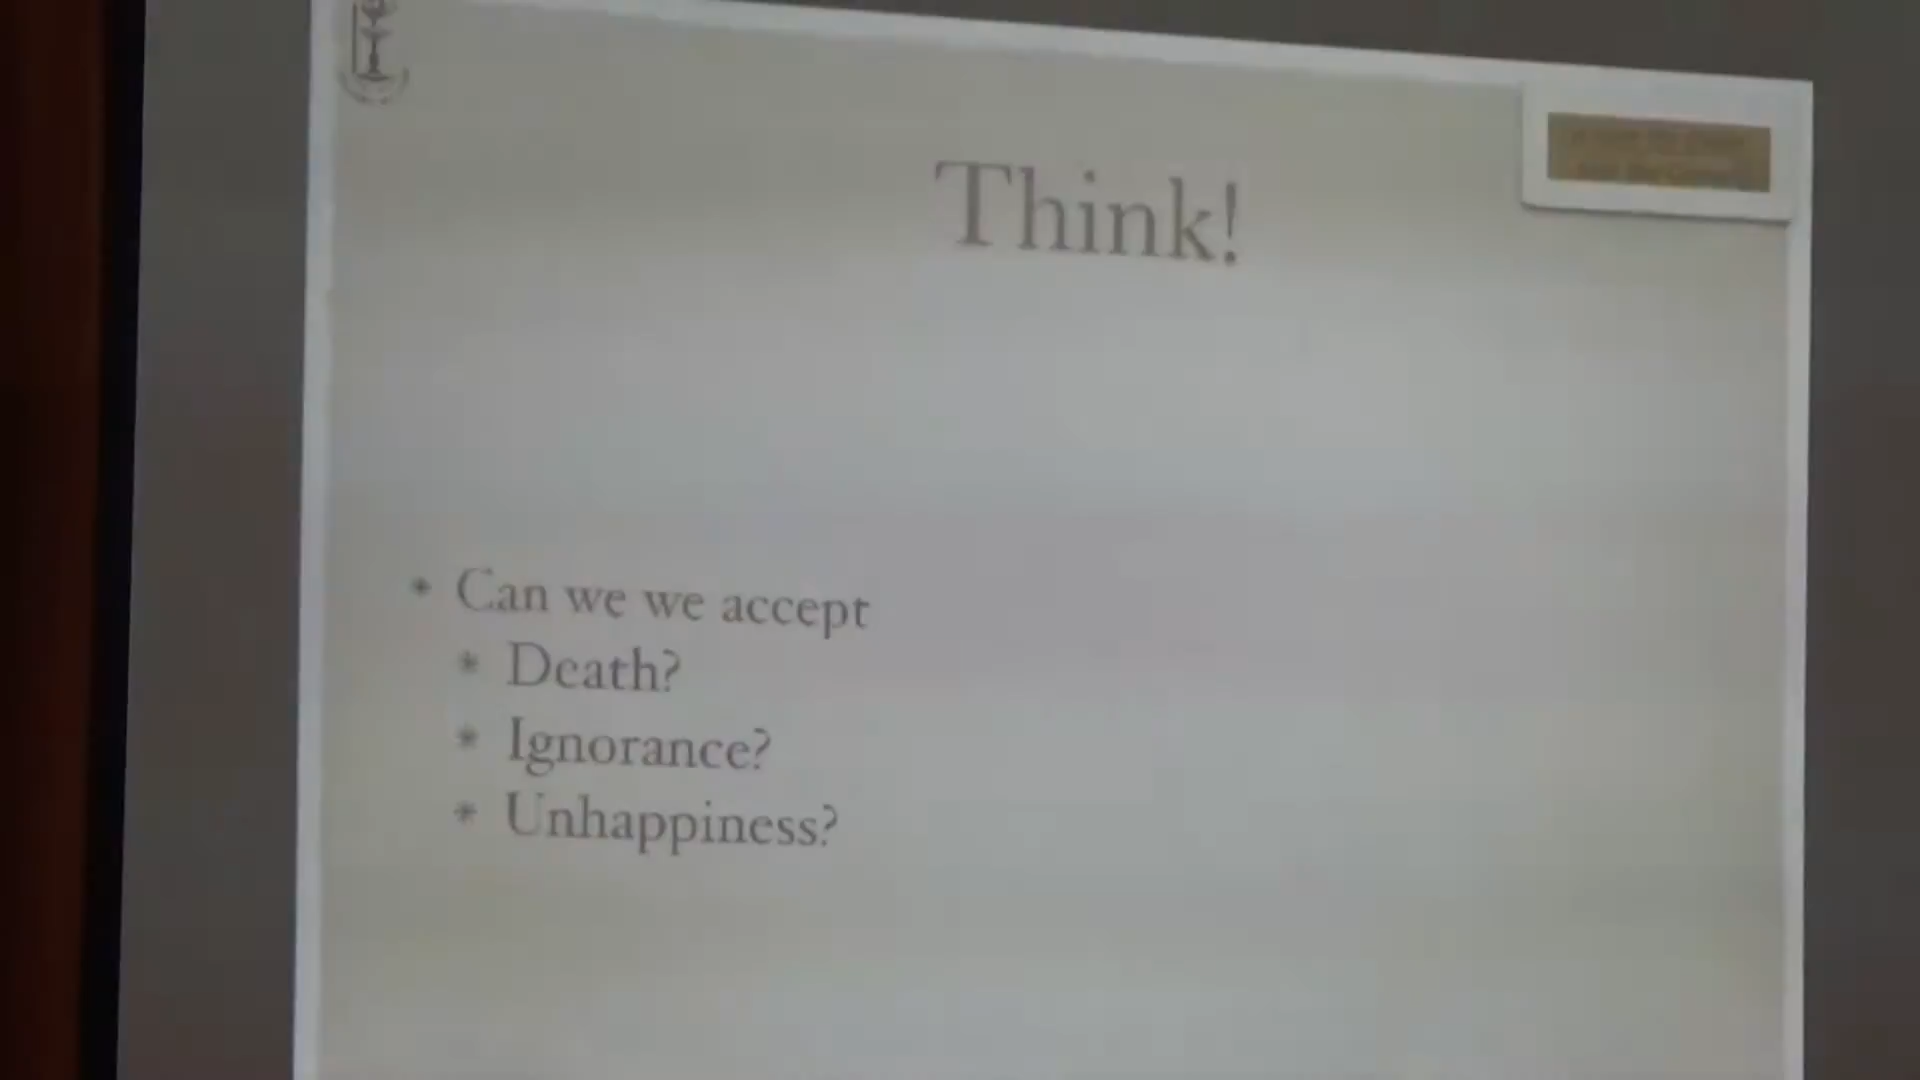 Think!
* Can we we accept
* Death?
* Ignorance?
* Unhappiness?